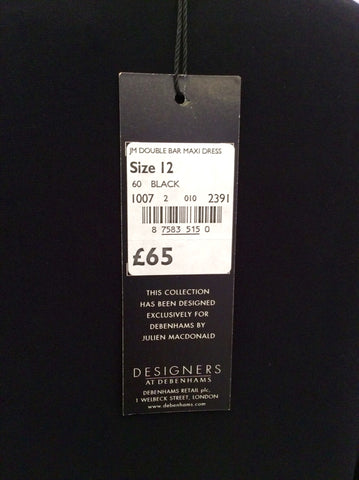 JM DOUBLE BAR MAXI DRESS
Size 12
60 BLACK
1007 2 010 2391
8 7583 515 0
£65
THIS COLLECTION
HAS BEEN DESIGNED
EXCLUSIVELY FOR
DEBENHAMS BY
JULIEN MACDONALD
DESIGNERS
AT DEBENHAMS
DEBENHAMS RETAIL plc,
1 WELBECK STREET, LONDON
www.debenhams.com